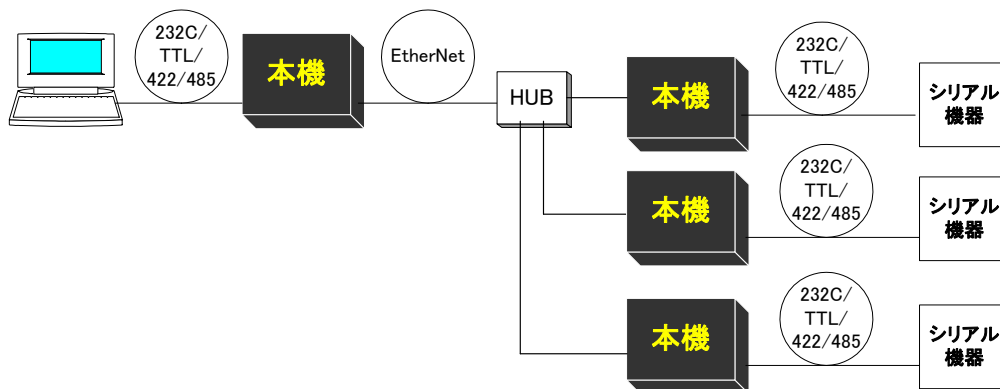 232C/
TTL/
422/485
本機
EtherNet
HUB
本機
232C/
TTL/
422/485
シリアル
機器
本機
232C/
TTL/
422/485
シリアル
機器
本機
232C/
TTL/
422/485
シリアル
機器